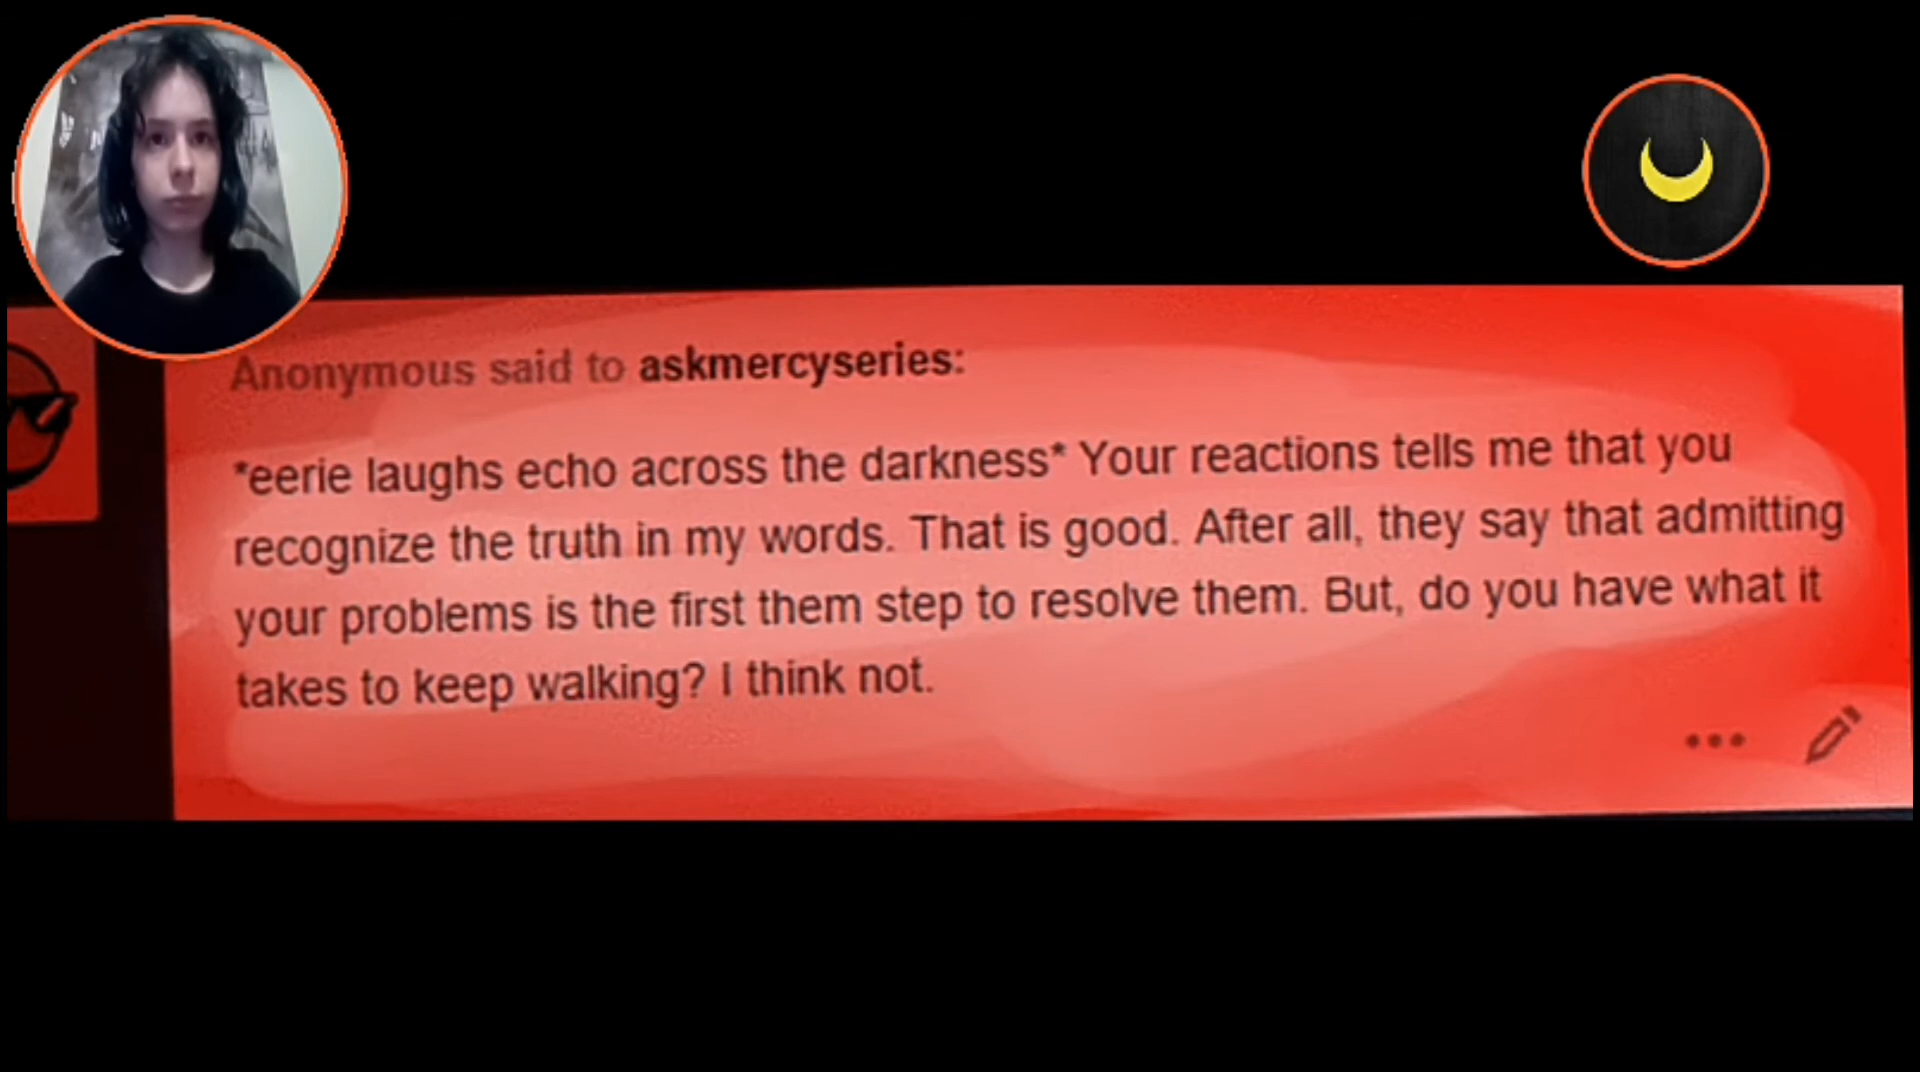 Anonymous said to askmercyseries:
*eerie laughs echo across the darkness* Your reactions tells me that you
recognize the truth in my words. That is good. After all, they say that admitting
your problems is the first them step to resolve them. But, do you have what it
takes to keep walking? I think not.